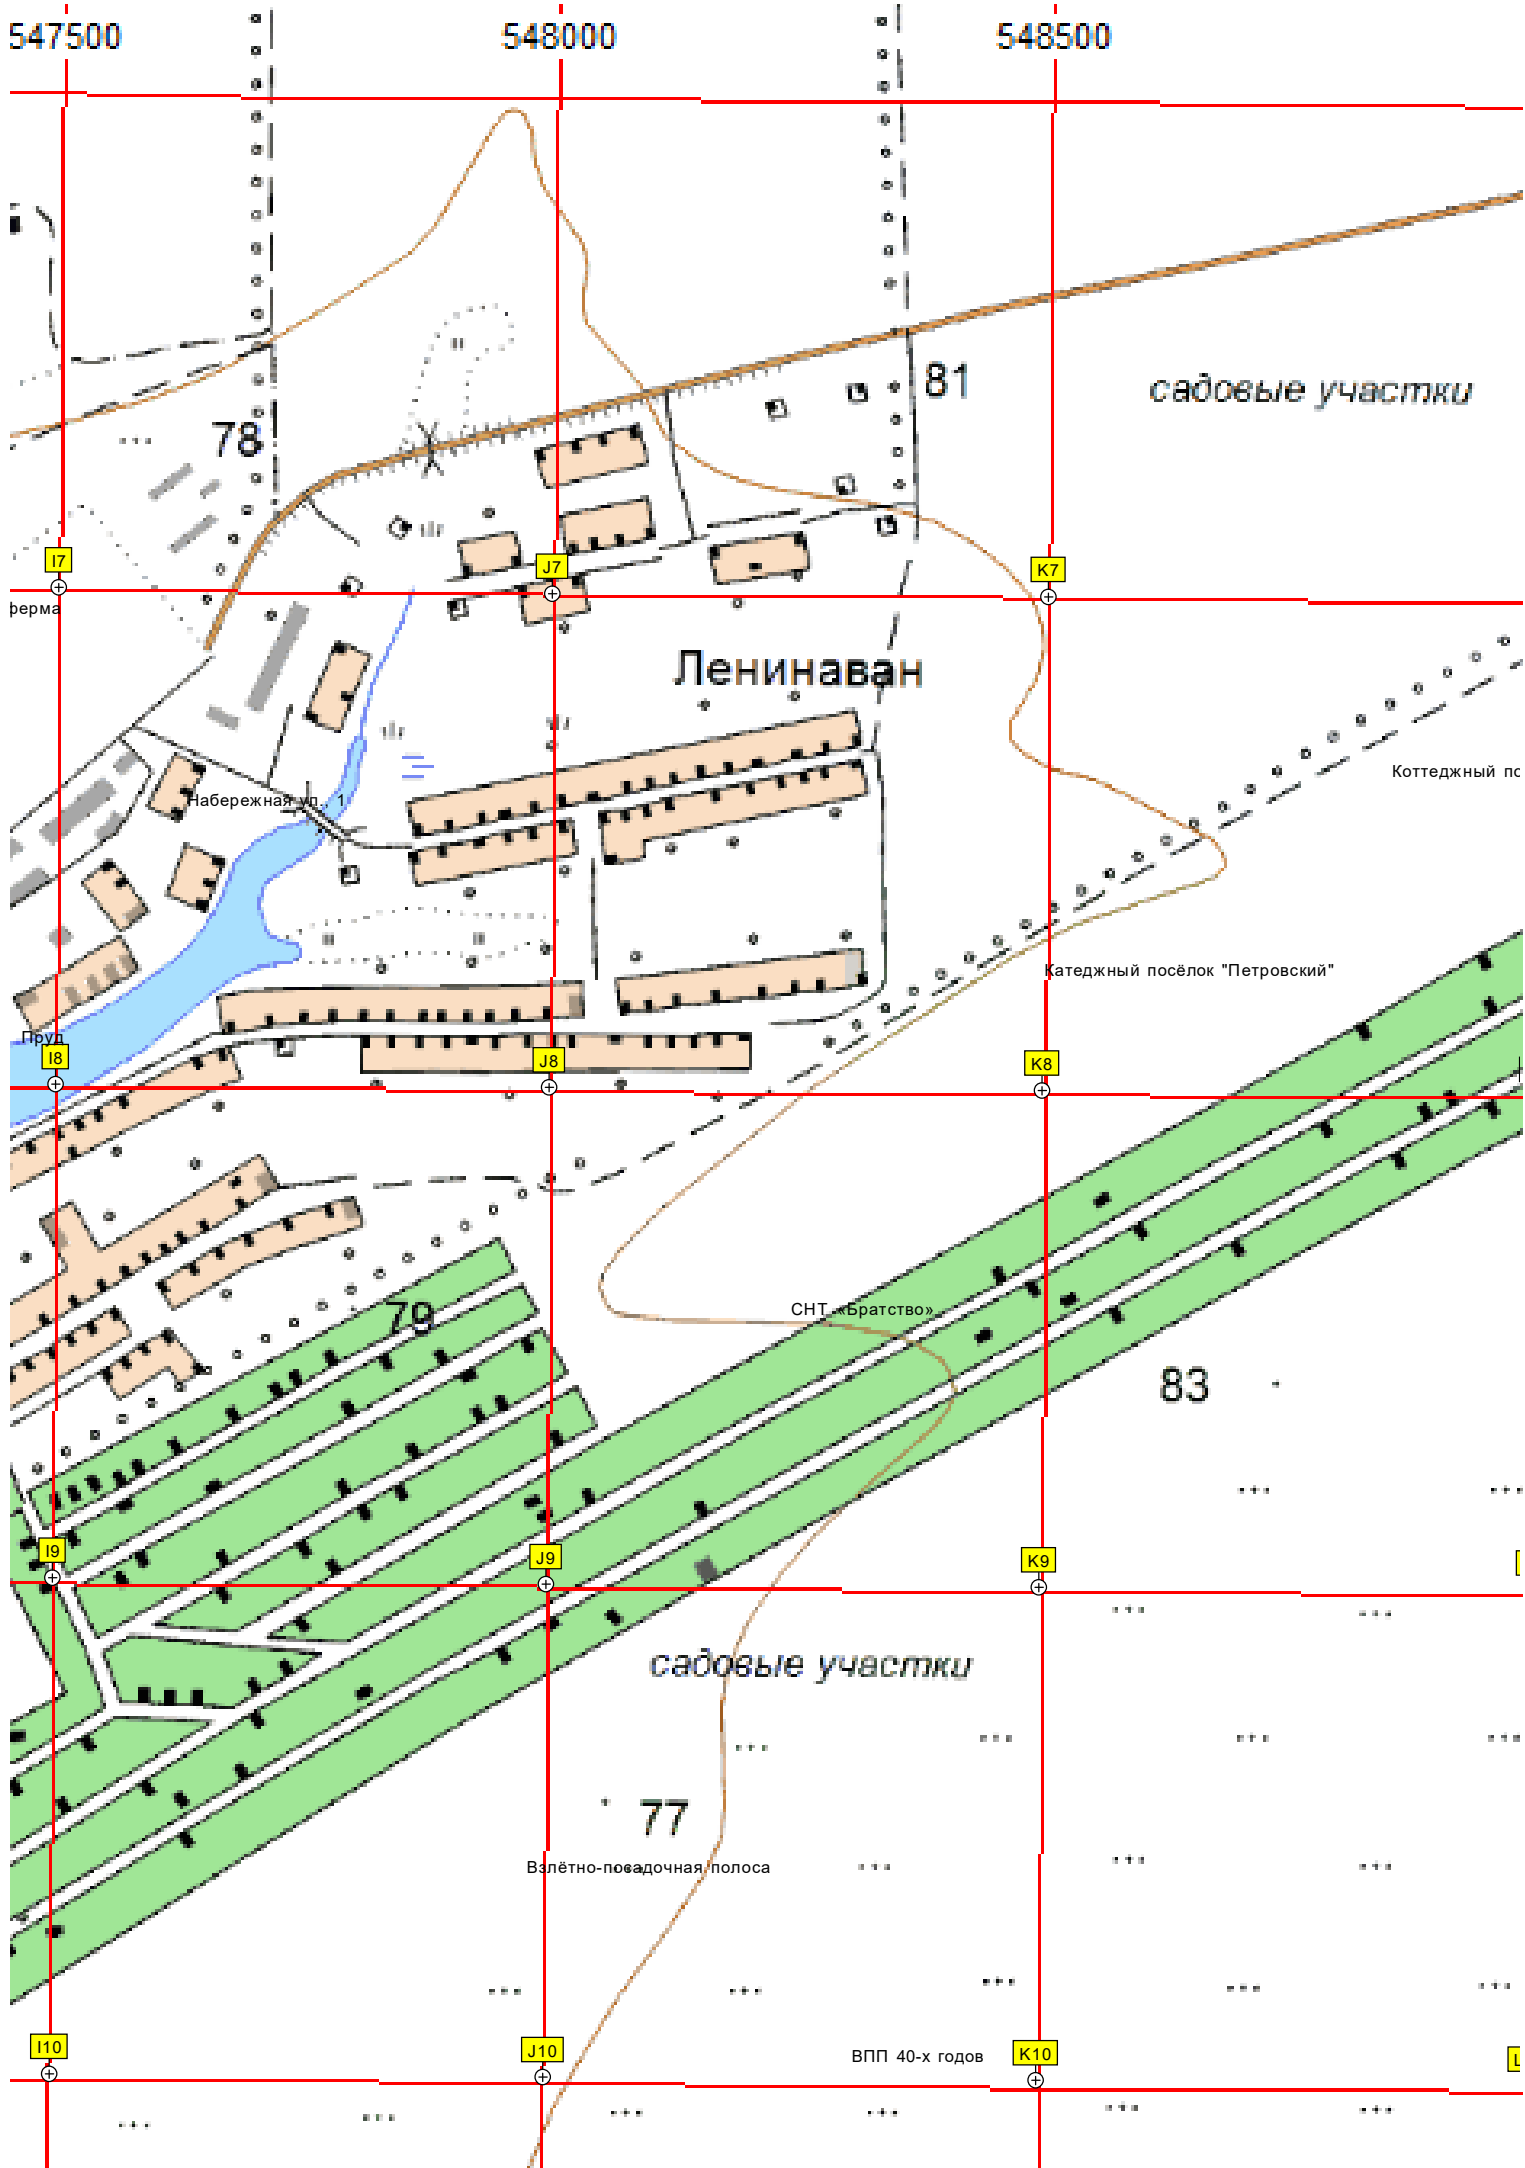 547500 548000 548500
81
садовые участки
78
I7
J7
K7
ферма
Ленинаван
Коттеджный по
Набережная ул., 1
Катеджный посёлок "Петровский"
Пруд
I8
J8
K8
СНТ «Братство»
79
83
I9
J9
K9
садовые участки
77
Взлётно-посадочная полоса
I10
J10
ВПП 40-х годов
K10